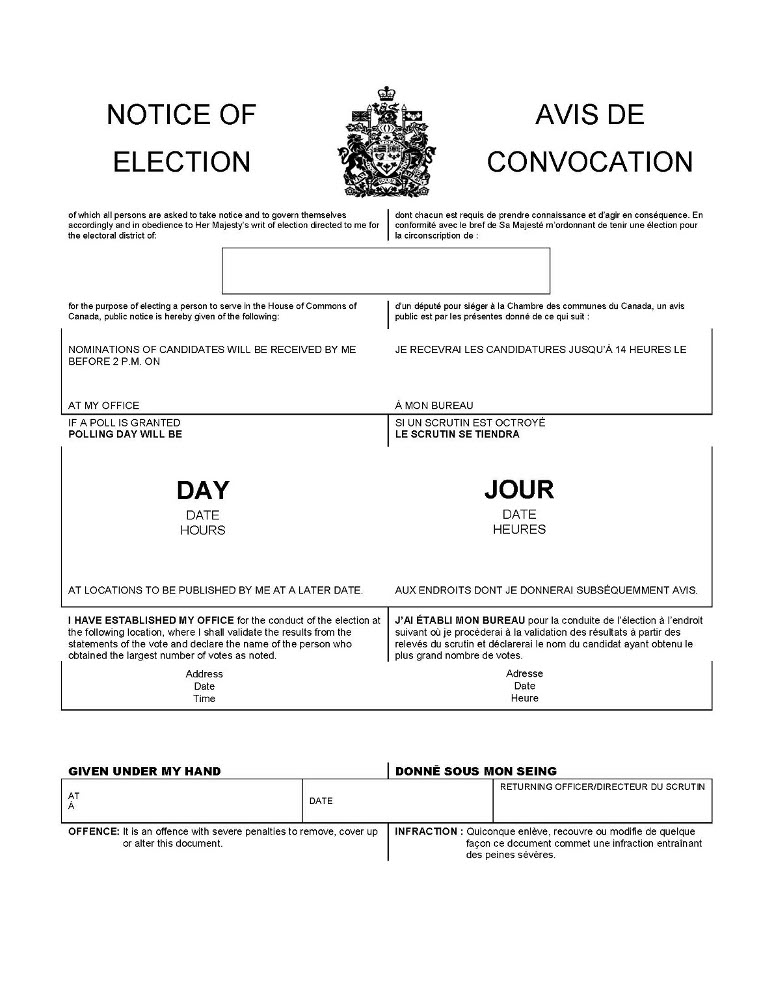 NOTICE OF
ELECTION
AVIS DE
CONVOCATION
of which all persons are asked to take notice and to govern themselves
accordingly and in obedience to Her Majesty's writ of election directed to me for
the electoral district of:
dont chacun est requis de prendre connaissance et d'agir en conséquence. En
conformité avec le bref de Sa Majesté m'ordonnant de tenir une élection pour
la circonscription de :
for the purpose of electing a person to serve in the House of Commons of
Canada, public notice is hereby given of the following:
d'un député pour siéger à la Chambre des communes du Canada, un avis
public est par les présentes donné de ce qui suit :
NOMINATIONS OF CANDIDATES WILL BE RECEIVED BY ME
BEFORE 2 P.M. ON
JE RECEVRAI LES CANDIDATURES JUSQU'À 14 HEURES LE
AT MY OFFICE
À MON BUREAU
IF A POLL IS GRANTED
POLLING DAY WILL BE
SI UN SCRUTIN EST OCTROYÉ
LE SCRUTIN SE TIENDRA
DAY
DATE
HOURS
JOUR
DATE
HEURES
AT LOCATIONS TO BE PUBLISHED BY ME AT A LATER DATE.
AUX ENDROITS DONT JE DONNERAI SUBSÉQUEMMENT AVIS.
I HAVE ESTABLISHED MY OFFICE for the conduct of the election at
the following location, where I shall validate the results from the
statements of the vote and declare the name of the person who
obtained the largest number of votes as noted.
J'AI ÉTABLI MON BUREAU pour la conduite de l'élection à l'endroit
suivant où je procéderai à la validation des résultats à partir des
relevés du scrutin et déclarerai le nom du candidat ayant obtenu le
plus grand nombre de votes.
Address
Date
Time
Adresse
Date
Heure
GIVEN UNDER MY HAND
DONNÉ SOUS MON SEING
AT
À
DATE
RETURNING OFFICER/DIRECTEUR DU SCRUTIN
OFFENCE: It is an offence with severe penalties to remove, cover up
or alter this document.
INFRACTION : Quiconque enlève, recouvre ou modifie de quelque
façon ce document commet une infraction entraînant
des peines sévères.